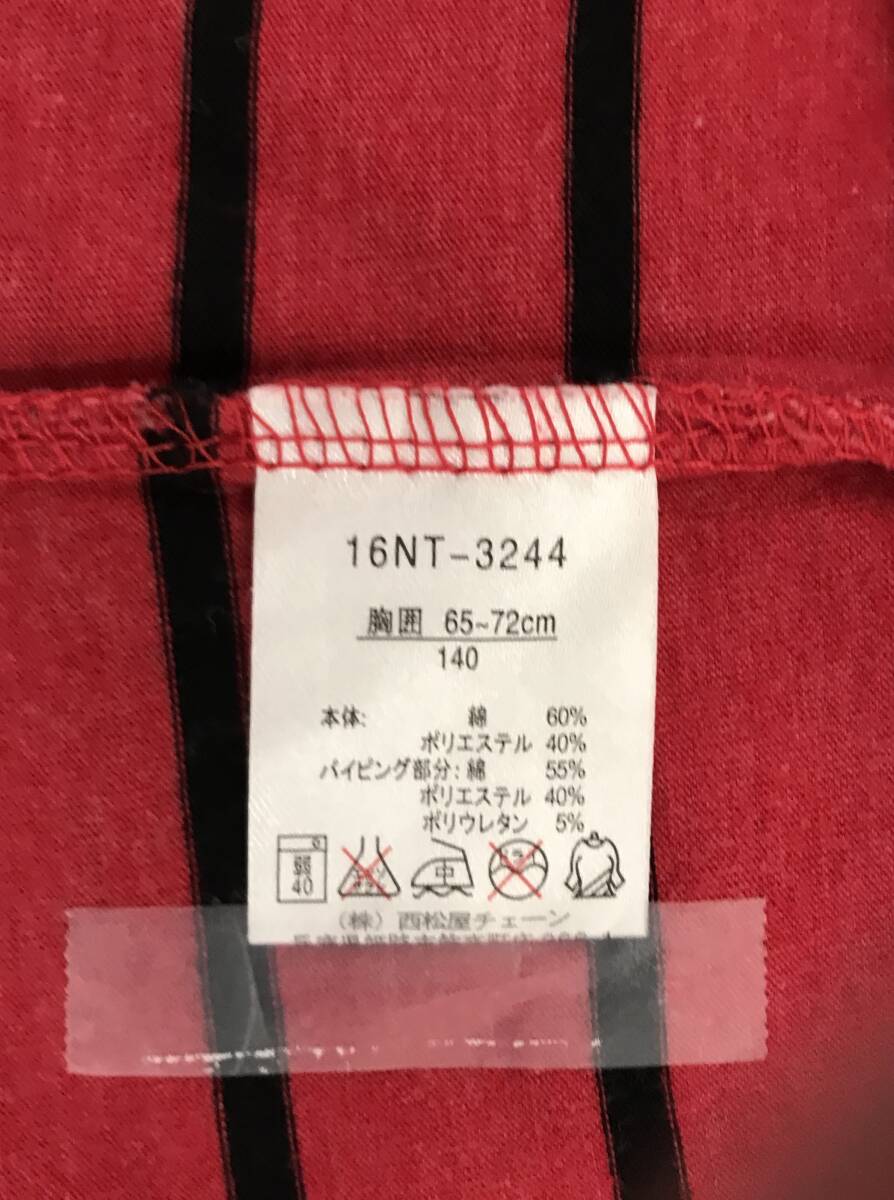 16NT-3244
胸囲 65~72cm
140
本体: 綿 60%
ポリエステル 40%
パイピング部分: 綿 55%
ポリエステル 40%
ポリウレタン 5%
弱
40
中
(株) 西松屋チェーン